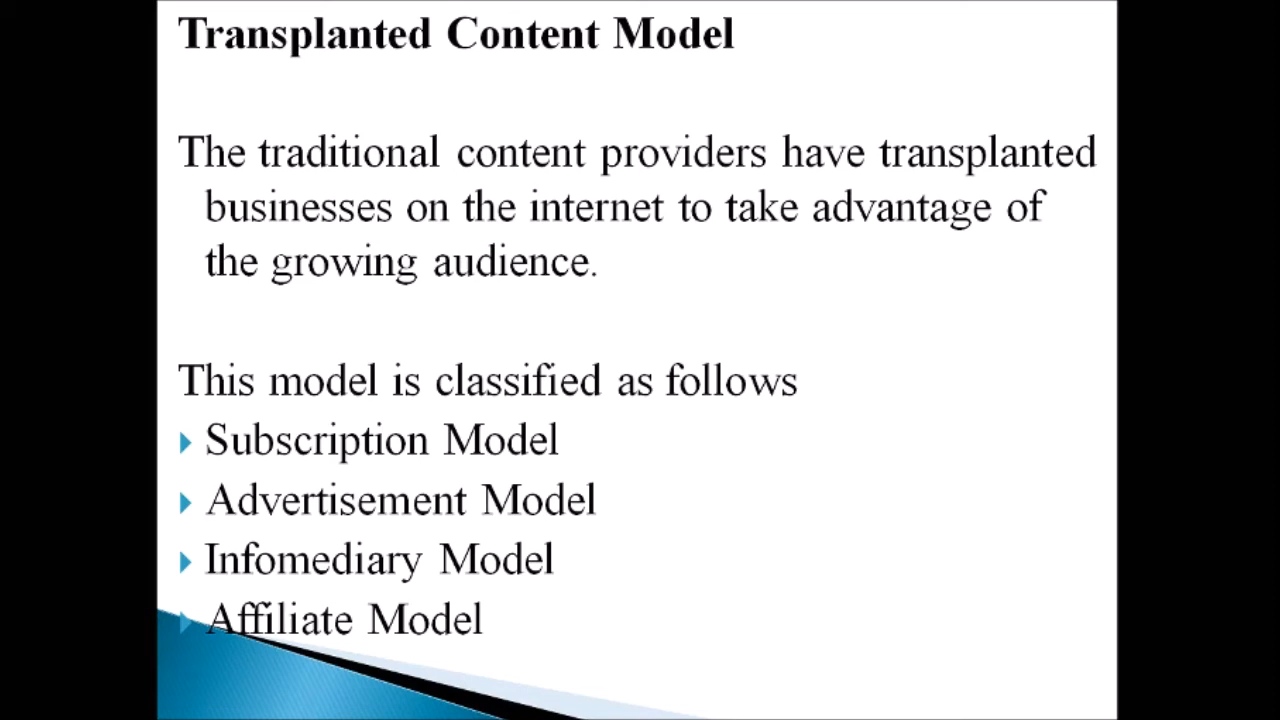 Transplanted Content Model
The traditional content providers have transplanted
businesses on the internet to take advantage of
the growing audience.
This model is classified as follows
Subscription Model
Advertisement Model
Infomediary Model
Affiliate Model